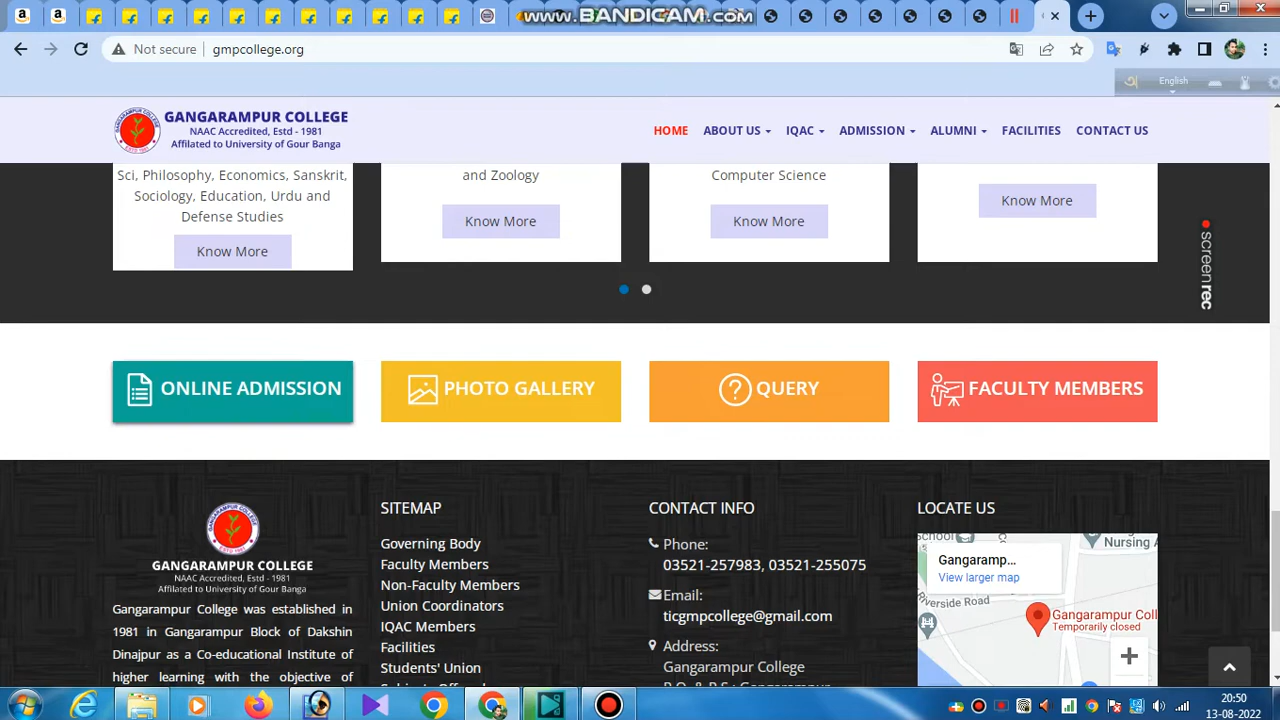 www.BANDICAM.com
Not secure gmpcollege.org
English
GANGARAMPUR COLLEGE
NAAC Accredited, Estd - 1981
Affilated to University of Gour Banga
HOME ABOUT US IQAC ADMISSION ALUMNI FACILITIES CONTACT US
Sci, Philosophy, Economics, Sanskrit,
Sociology, Education, Urdu and
Defense Studies
Know More
and Zoology
Know More
Computer Science
Know More
Know More
screenrec
ONLINE ADMISSION
PHOTO GALLERY
QUERY
FACULTY MEMBERS
GANGARAMPUR COLLEGE
NAAC Accredited, Estd - 1981
Affilated to University of Gour Banga
Gangarampur College was established in
1981 in Gangarampur Block of Dakshin
Dinajpur as a Co-educational Institute of
higher learning with the objective of
SITEMAP
Governing Body
Faculty Members
Non-Faculty Members
Union Coordinators
IQAC Members
Facilities
Students' Union
CONTACT INFO
Phone:
03521-257983, 03521-255075
Email:
ticgmpcollege@gmail.com
Address:
Gangarampur College
LOCATE US
School
Nursing A
Gangaramp...
View larger map
Riverside Road
Gangarampur Coll
Temporarily closed
20:50
13-08-2022